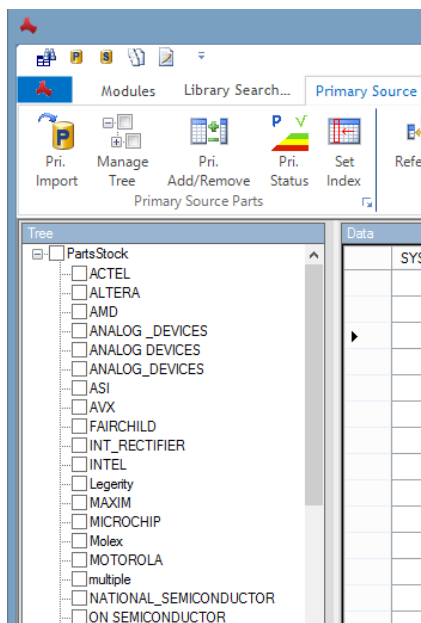 Modules Library Search... Primary Source
Pri. Import
Manage Tree
Pri. Add/Remove
Pri. Status
Set Index
Primary Source Parts
Tree
Data
PartsStock
ACTEL
ALTERA
AMD
ANALOG _DEVICES
ANALOG DEVICES
ANALOG_DEVICES
ASI
AVX
FAIRCHILD
INT_RECTIFIER
INTEL
Legerity
MAXIM
MICROCHIP
Molex
MOTOROLA
multiple
NATIONAL_SEMICONDUCTOR
ON SEMICONDUCTOR